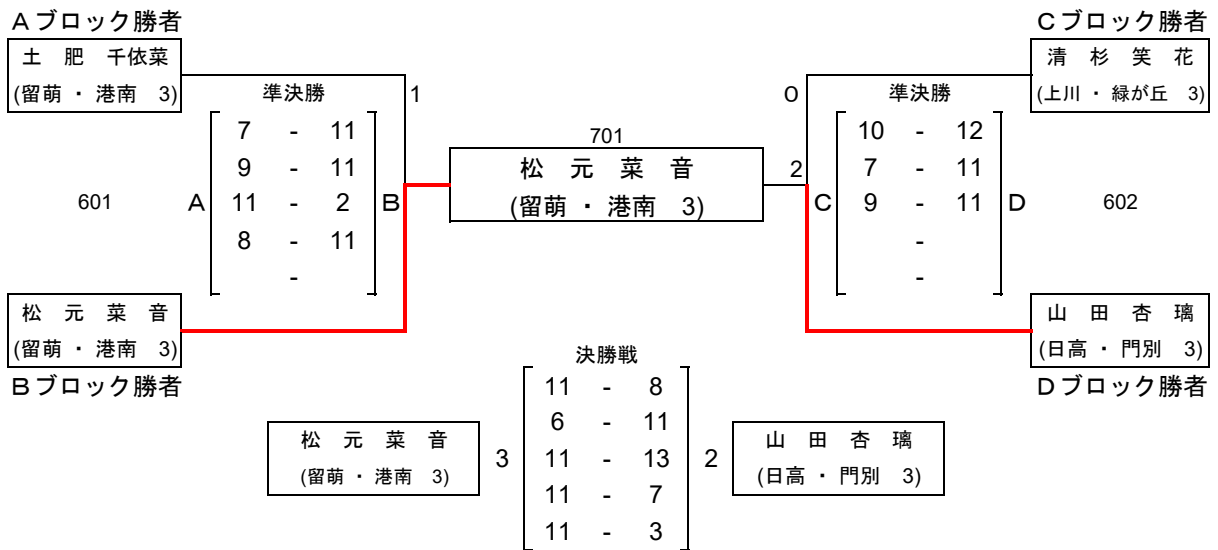 Aブロック勝者
土 肥 千依菜
(留萌 ・ 港南 3)
Cブロック勝者
清 杉 笑 花
(上川 ・ 緑が丘 3)
準決勝
1
7 - 11
9 - 11
601 A 11 - 2 B
8 - 11
-
701
松 元 菜 音
(留萌 ・ 港南 3)
2
0
準決勝
10 - 12
7 - 11
C 9 - 11 D 602
-
-
松 元 菜 音
(留萌 ・ 港南 3)
Bブロック勝者
山 田 杏 璃
(日高 ・ 門別 3)
Dブロック勝者
決勝戦
11 - 8
6 - 11
松 元 菜 音
(留萌 ・ 港南 3)
3 11 - 13 2
山 田 杏 璃
(日高 ・ 門別 3)
11 - 7
11 - 3